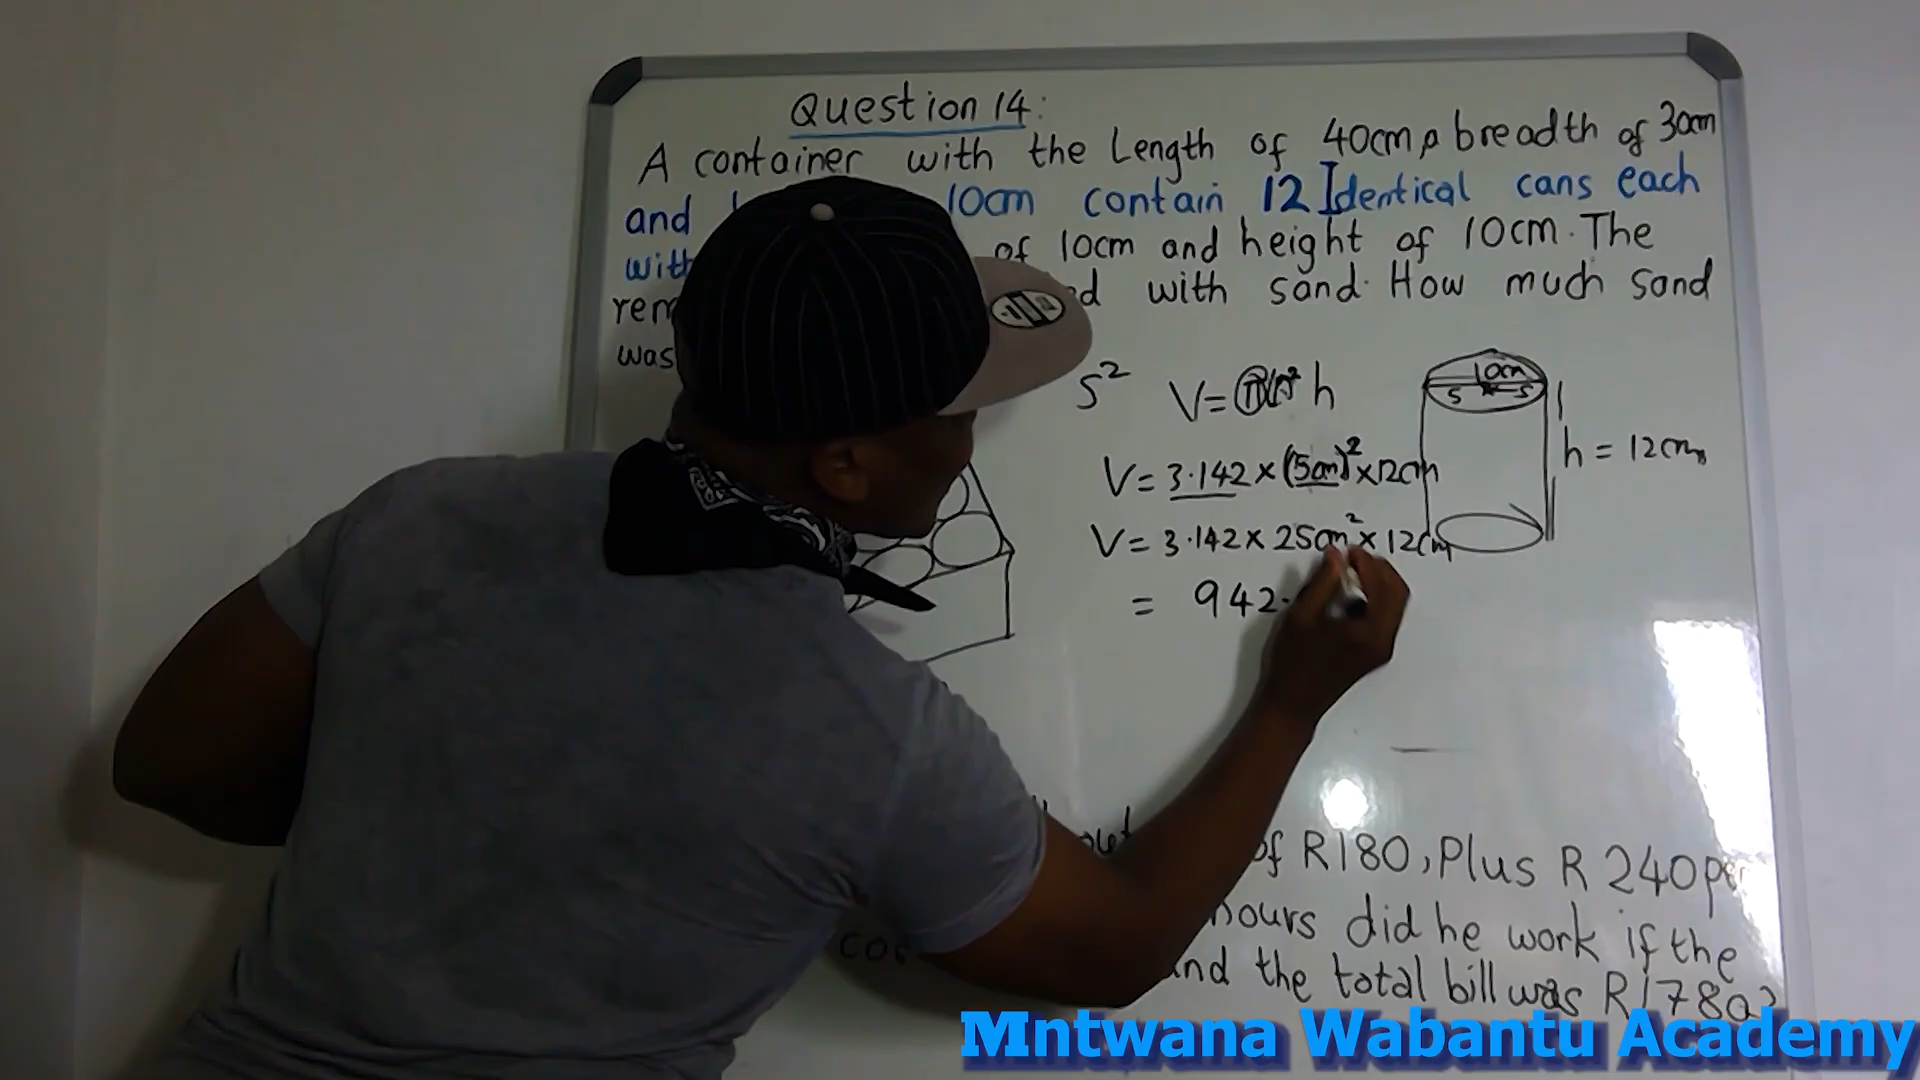 Question 14:
A container with the Length of 40cm, a breadth of 30cm
and 10cm contain 12 Identical cans each
with of 10cm and height of 10cm. The
with sand. How much sand
was
S² V = πr² h
10cm
5 5
h = 12cm
V = 3.142 × (5cm)² × 12cm
V = 3.142 × 25cm² × 12cm
= 942.
of R180, Plus R 240 per
hours did he work if the
and the total bill was R1780?
Mntwana Wabantu Academy